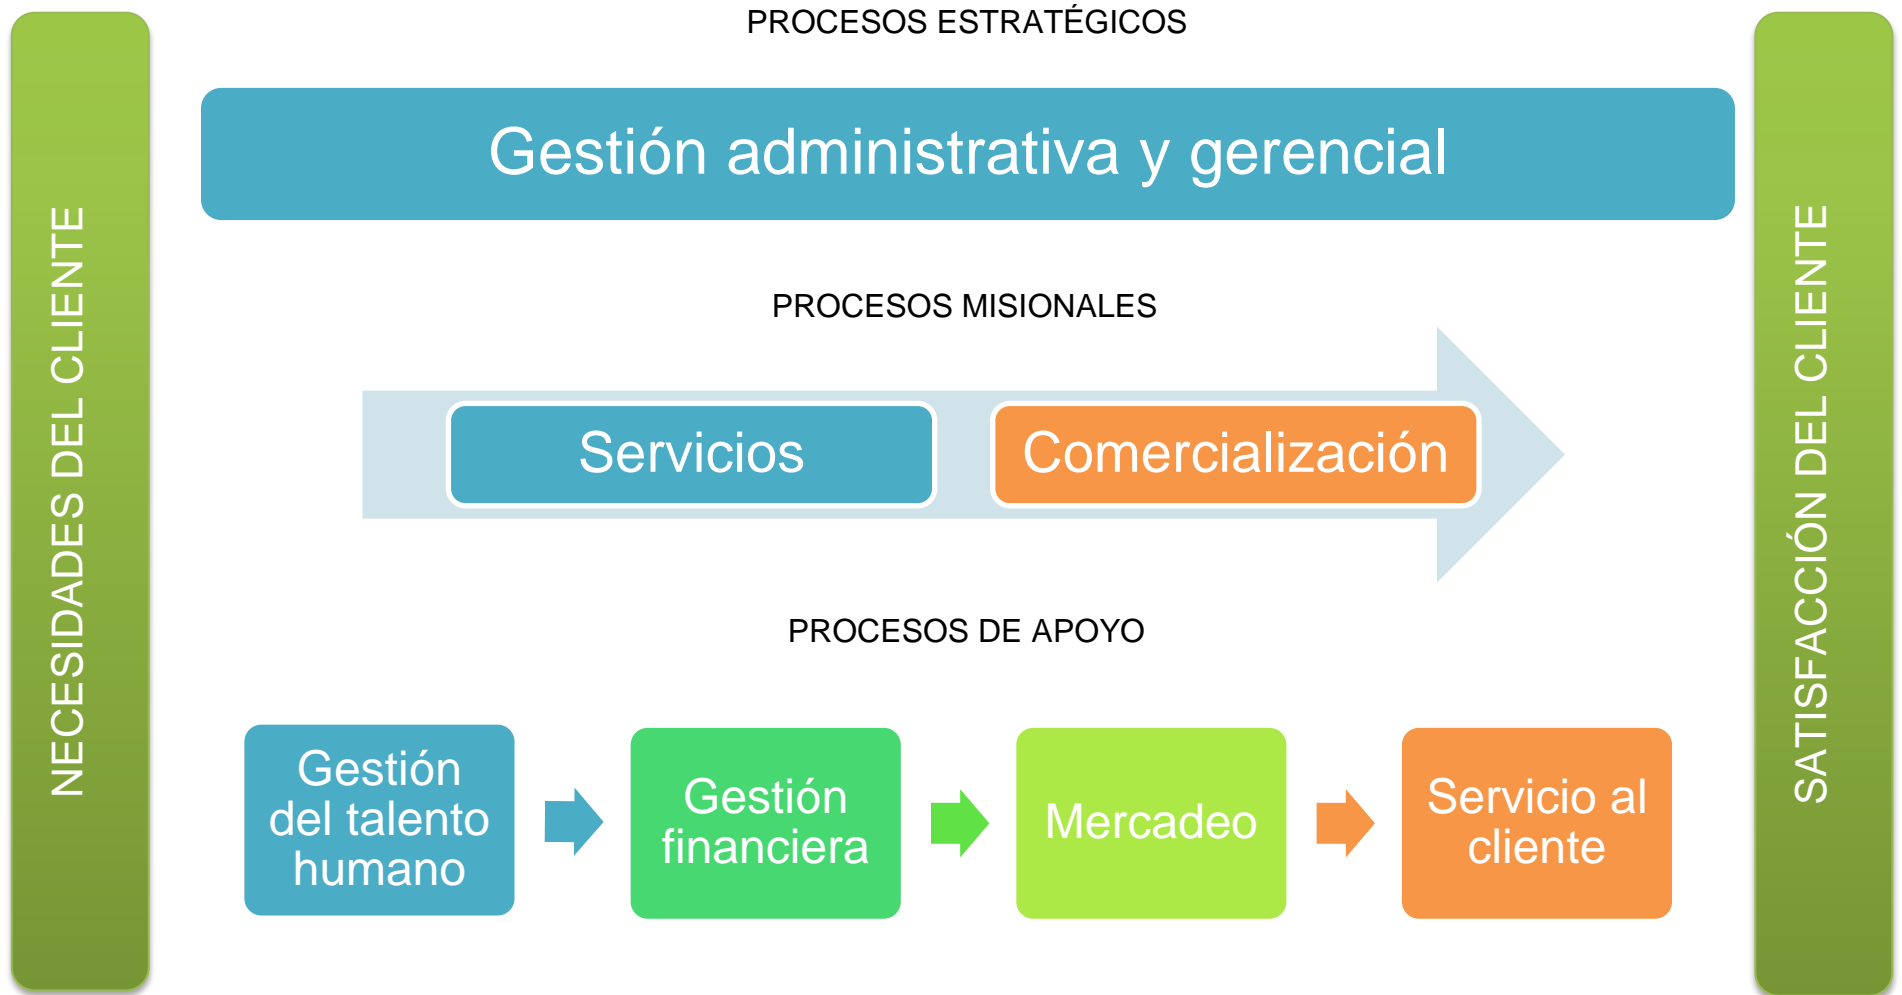 PROCESOS ESTRATÉGICOS
Gestión administrativa y gerencial
NECESIDADES DEL CLIENTE
PROCESOS MISIONALES
Servicios
Comercialización
SATISFACCIÓN DEL CLIENTE
PROCESOS DE APOYO
Gestión
del talento
humano
Gestión
financiera
Mercadeo
Servicio al
cliente